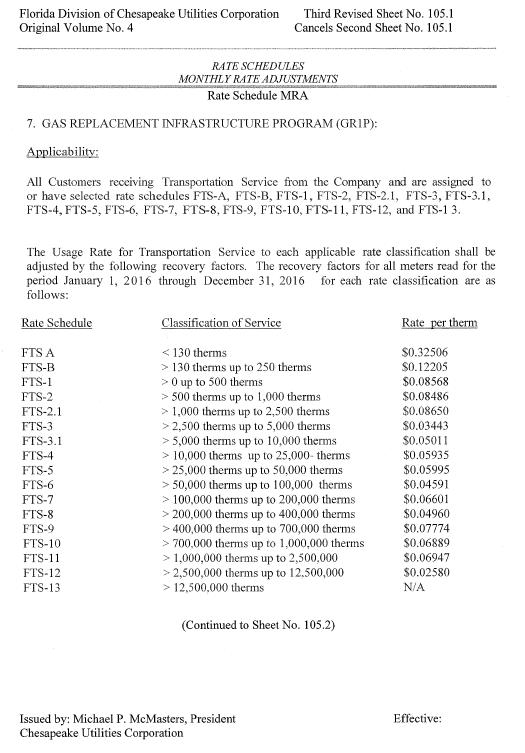 Florida Division of Chesapeake Utilities Corporation Third Revised Sheet No. 105.1
Original Volume No. 4 Cancels Second Sheet No. 105.1
RATE SCHEDULES
MONTHLY RATE ADJUSTMENTS
Rate Schedule MRA
7. GAS REPLACEMENT INFRASTRUCTURE PROGRAM (GR1P):
Applicability:
All Customers receiving Transportation Service from the Company and are assigned to
or have selected rate schedules FTS-A, FTS-B, FTS-1, FTS-2, FTS-2.1, FTS-3, FTS-3.1,
FTS-4, FTS-5, FTS-6, FTS-7, FTS-8, FTS-9, FTS-10, FTS-11, FTS-12, and FTS-1 3.
The Usage Rate for Transportation Service to each applicable rate classification shall be
adjusted by the following recovery factors. The recovery factors for all meters read for the
period January 1, 2016 through December 31, 2016 for each rate classification are as
follows:
Rate Schedule Classification of Service Rate per therm
FTS A < 130 therms $0.32506
FTS-B > 130 therms up to 250 therms $0.12205
FTS-1 > 0 up to 500 therms $0.08568
FTS-2 > 500 therms up to 1,000 therms $0.08486
FTS-2.1 > 1,000 therms up to 2,500 therms $0.08650
FTS-3 > 2,500 therms up to 5,000 therms $0.03443
FTS-3.1 > 5,000 therms up to 10,000 therms $0.05011
FTS-4 > 10,000 therms up to 25,000- therms $0.05935
FTS-5 > 25,000 therms up to 50,000 therms $0.05995
FTS-6 > 50,000 therms up to 100,000 therms $0.04591
FTS-7 > 100,000 therms up to 200,000 therms $0.06601
FTS-8 > 200,000 therms up to 400,000 therms $0.04960
FTS-9 > 400,000 therms up to 700,000 therms $0.07774
FTS-10 > 700,000 therms up to 1,000,000 therms $0.06889
FTS-11 > 1,000,000 therms up to 2,500,000 $0.06947
FTS-12 > 2,500,000 therms up to 12,500,000 $0.02580
FTS-13 > 12,500,000 therms N/A
(Continued to Sheet No. 105.2)
Issued by: Michael P. McMasters, President Effective:
Chesapeake Utilities Corporation